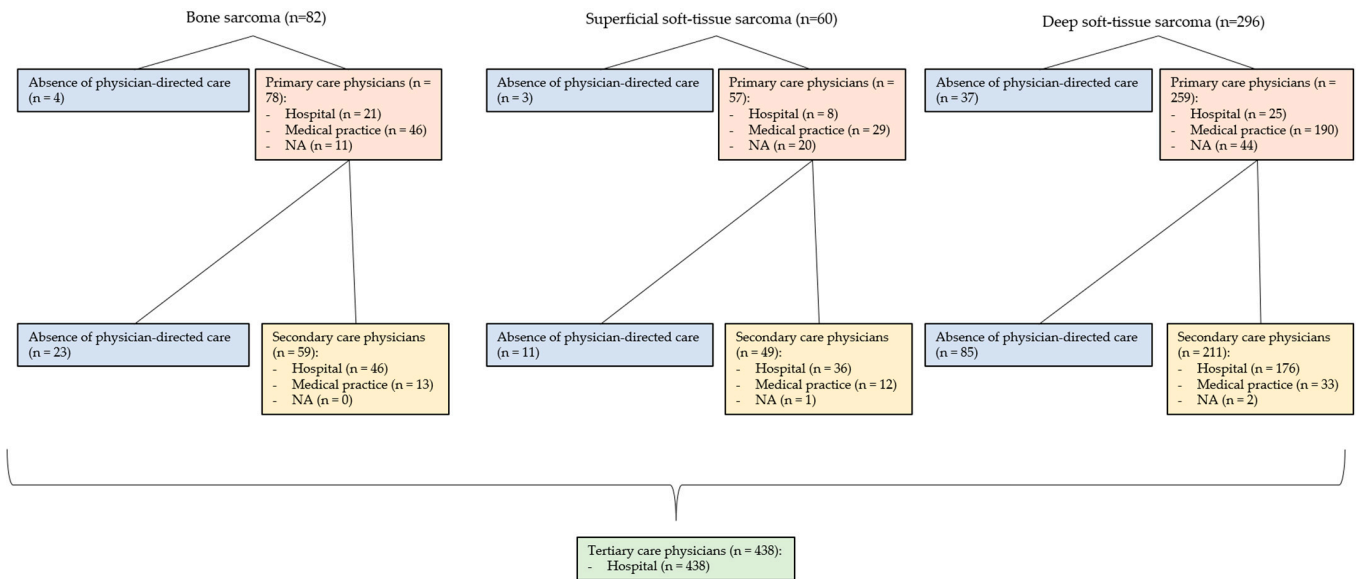 Bone sarcoma (n=82)
Superficial soft-tissue sarcoma (n=60)
Deep soft-tissue sarcoma (n=296)
Absence of physician-directed care
(n = 4)
Primary care physicians (n =
78):
- Hospital (n = 21)
- Medical practice (n = 46)
- NA (n = 11)
Absence of physician-directed care
(n = 3)
Primary care physicians (n =
57):
- Hospital (n = 8)
- Medical practice (n = 29)
- NA (n = 20)
Absence of physician-directed care
(n = 37)
Primary care physicians (n =
259):
- Hospital (n = 25)
- Medical practice (n = 190)
- NA (n = 44)
Absence of physician-directed care
(n = 23)
Secondary care physicians
(n = 59):
- Hospital (n = 46)
- Medical practice (n = 13)
- NA (n = 0)
Absence of physician-directed care
(n = 11)
Secondary care physicians
(n = 49):
- Hospital (n = 36)
- Medical practice (n = 12)
- NA (n = 1)
Absence of physician-directed care
(n = 85)
Secondary care physicians
(n = 211):
- Hospital (n = 176)
- Medical practice (n = 33)
- NA (n = 2)
Tertiary care physicians (n = 438):
- Hospital (n = 438)